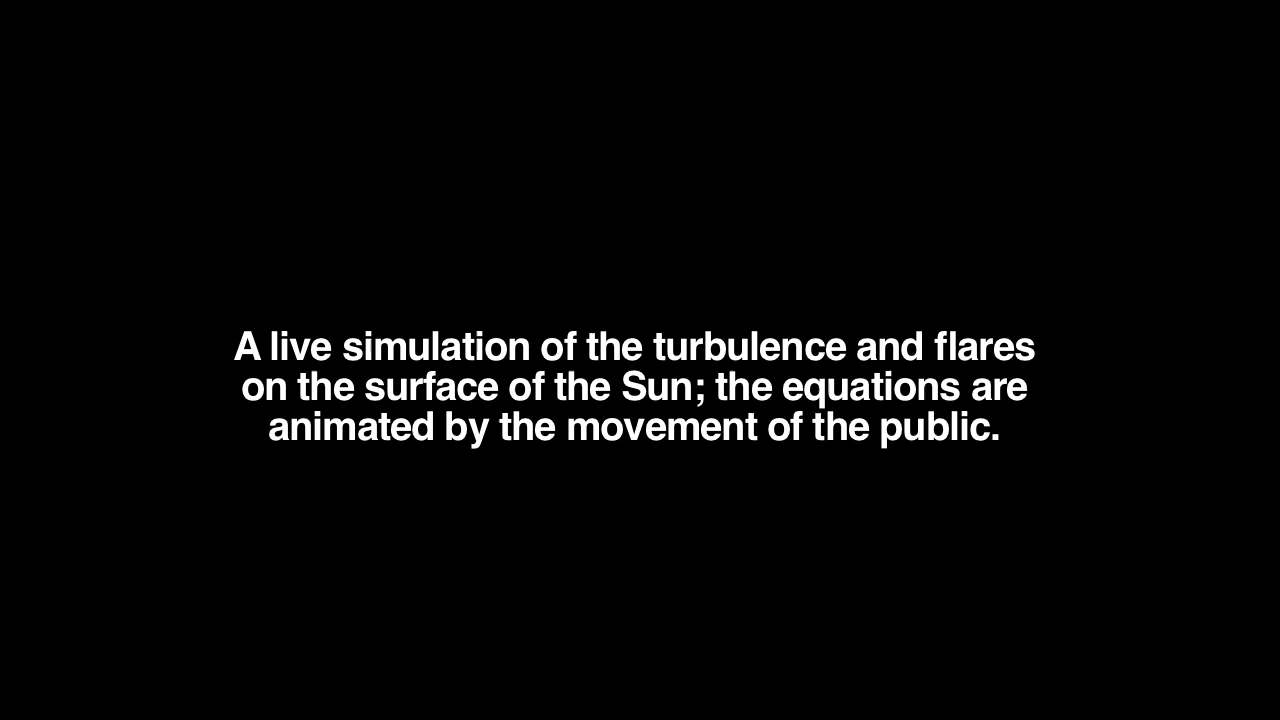 A live simulation of the turbulence and flares
on the surface of the Sun; the equations are
animated by the movement of the public.